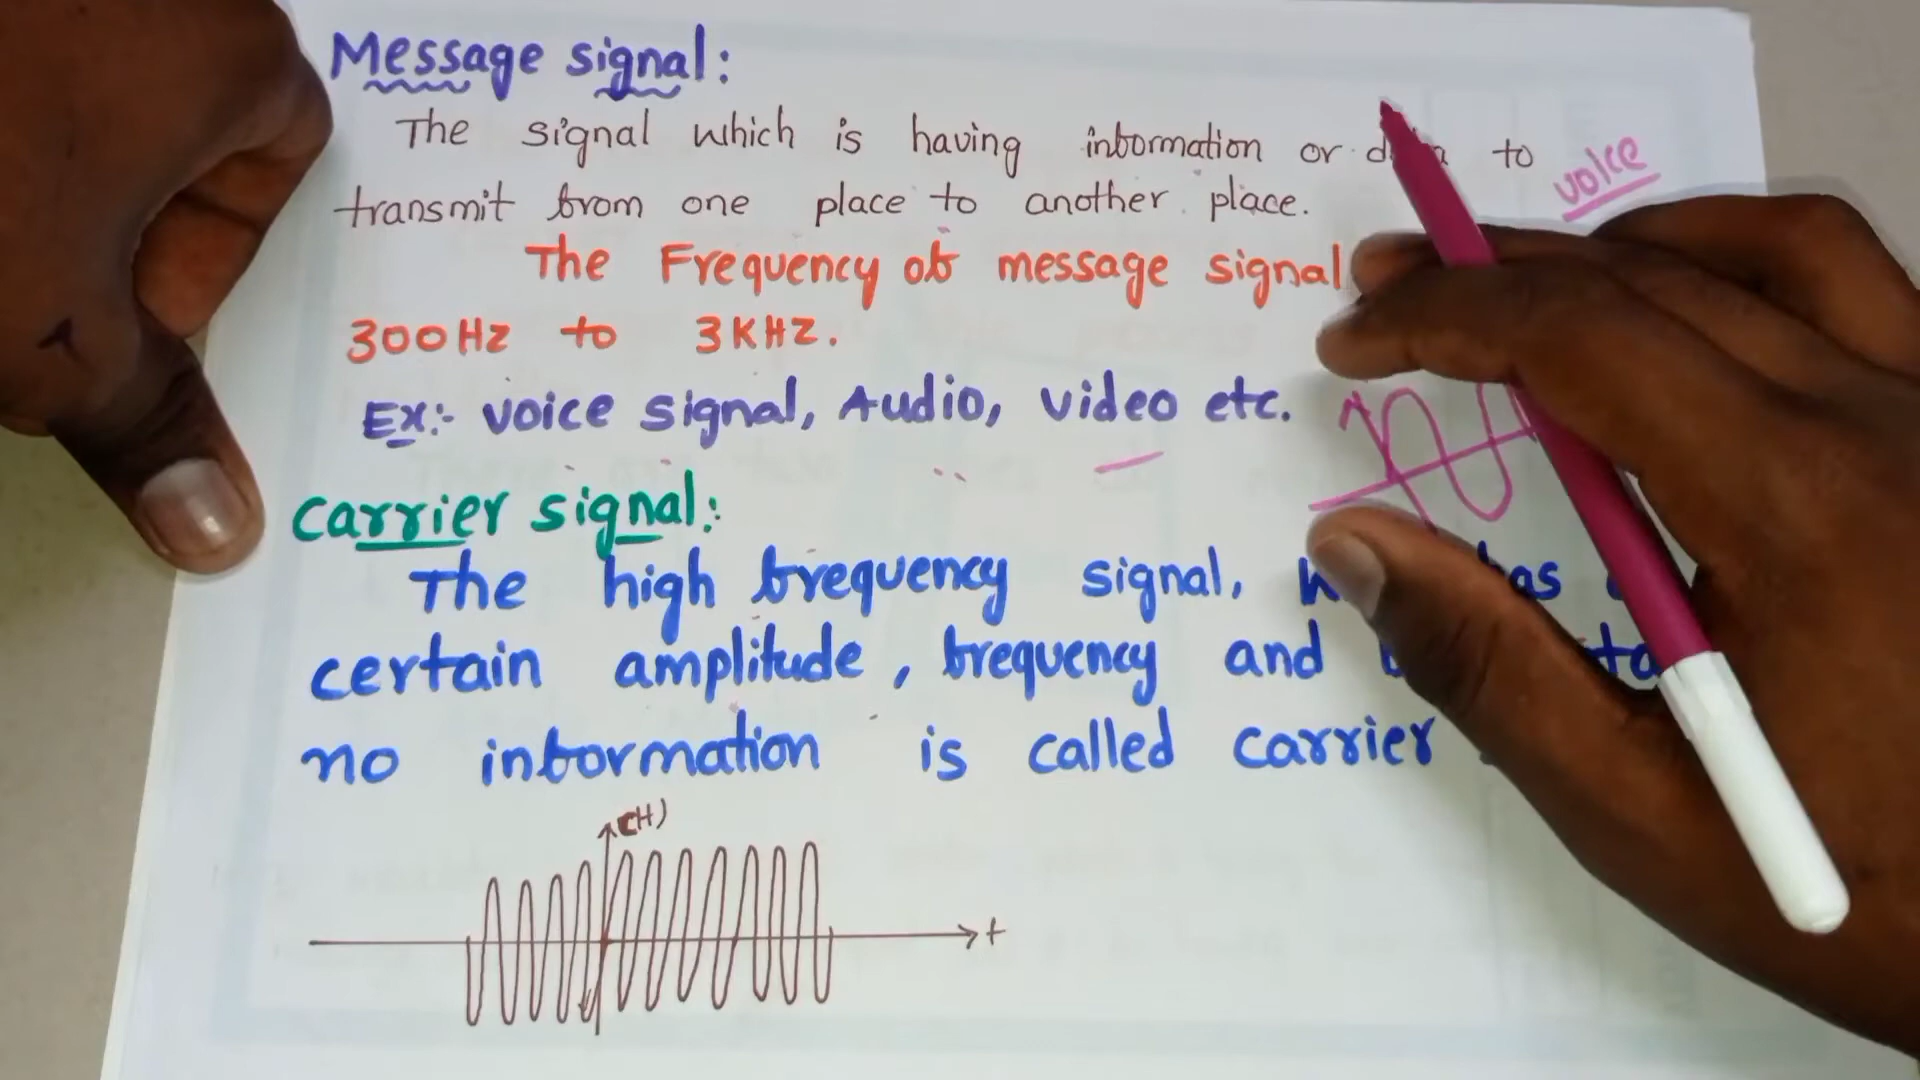 Message signal:
The signal which is having information or to
voice
transmit from one place to another place.
The Frequency of message signal
300Hz to 3KHZ.
Ex:- voice signal, Audio, video etc.
Carrier signal:
The high frequency signal,
certain amplitude, frequency and
no information is called carrier
t